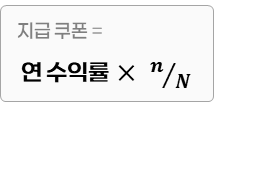 지급 쿠폰 =
연 수익률 × n/N